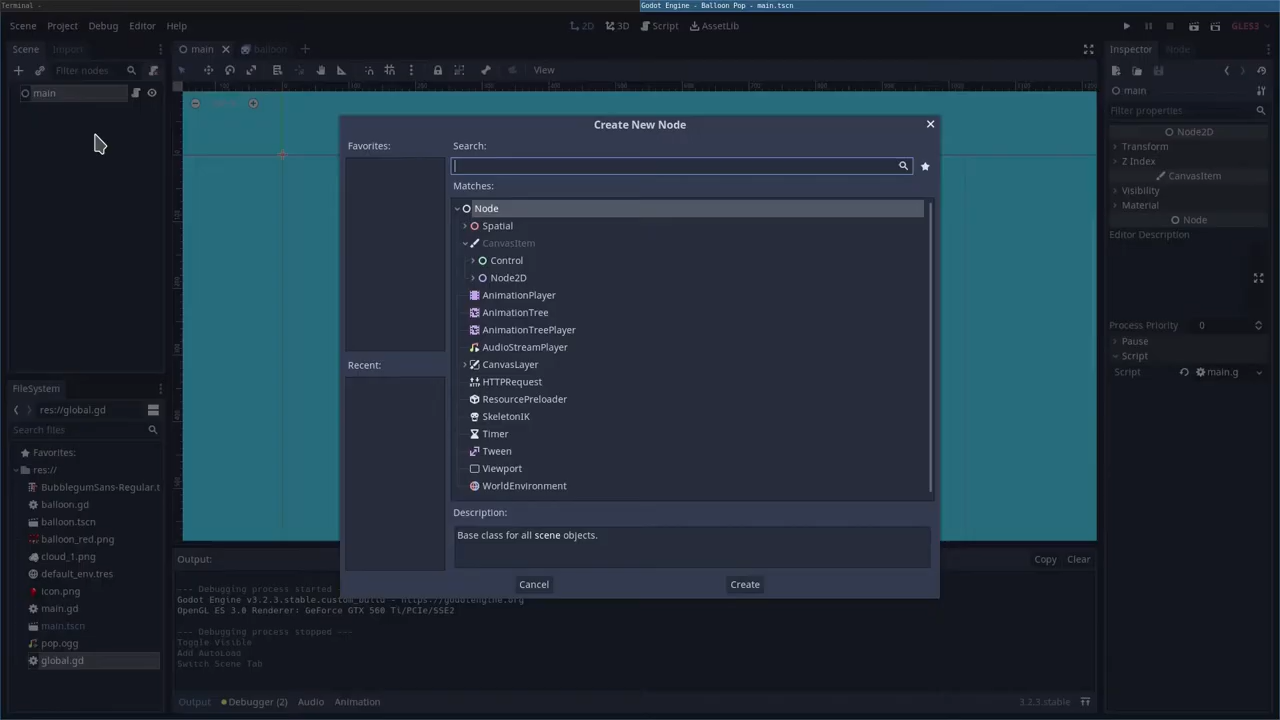 Terminal -
Godot Engine - Balloon Pop - main.tscn
Scene Project Debug Editor Help
2D 3D Script AssetLib
GLES3
Scene Import
main balloon
Inspector Node
Filter nodes
View
main
main
Filter properties
Node2D
Transform
Z Index
CanvasItem
Visibility
Material
Node
Editor Description
Process Priority 0
Pause
Script
Script main.g
Create New Node
Favorites:
Search:
Matches:
Node
Spatial
CanvasItem
Control
Node2D
AnimationPlayer
AnimationTree
AnimationTreePlayer
AudioStreamPlayer
CanvasLayer
HTTPRequest
ResourcePreloader
SkeletonIK
Timer
Tween
Viewport
WorldEnvironment
Recent:
Description:
Base class for all scene objects.
Cancel Create
FileSystem
res://global.gd
Search files
Favorites:
res://
BubblegumSans-Regular.t
balloon.gd
balloon.tscn
balloon_red.png
cloud_1.png
default_env.tres
icon.png
main.gd
main.tscn
pop.ogg
global.gd
Output:
Copy Clear
--- Debugging process started
Godot Engine v3.2.3.stable.custom_build - https://godotengine.org
OpenGL ES 3.0 Renderer: GeForce GTX 560 Ti/PCIe/SSE2
--- Debugging process stopped ---
Toggle Visible
Add AutoLoad
Switch Scene Tab
Output Debugger (2) Audio Animation
3.2.3.stable